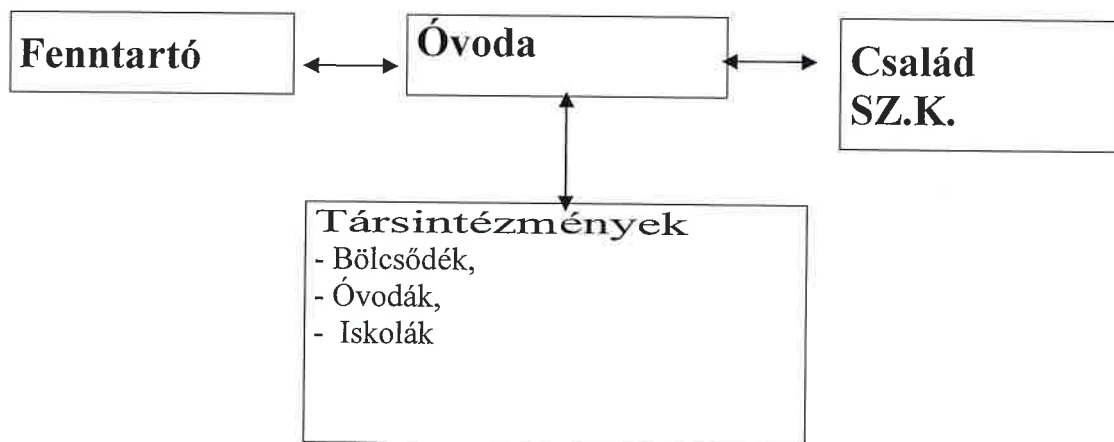 Fenntartó
Óvoda
Család
SZ.K.
Társintézmények
- Bölcsődék,
- Óvodák,
- Iskolák